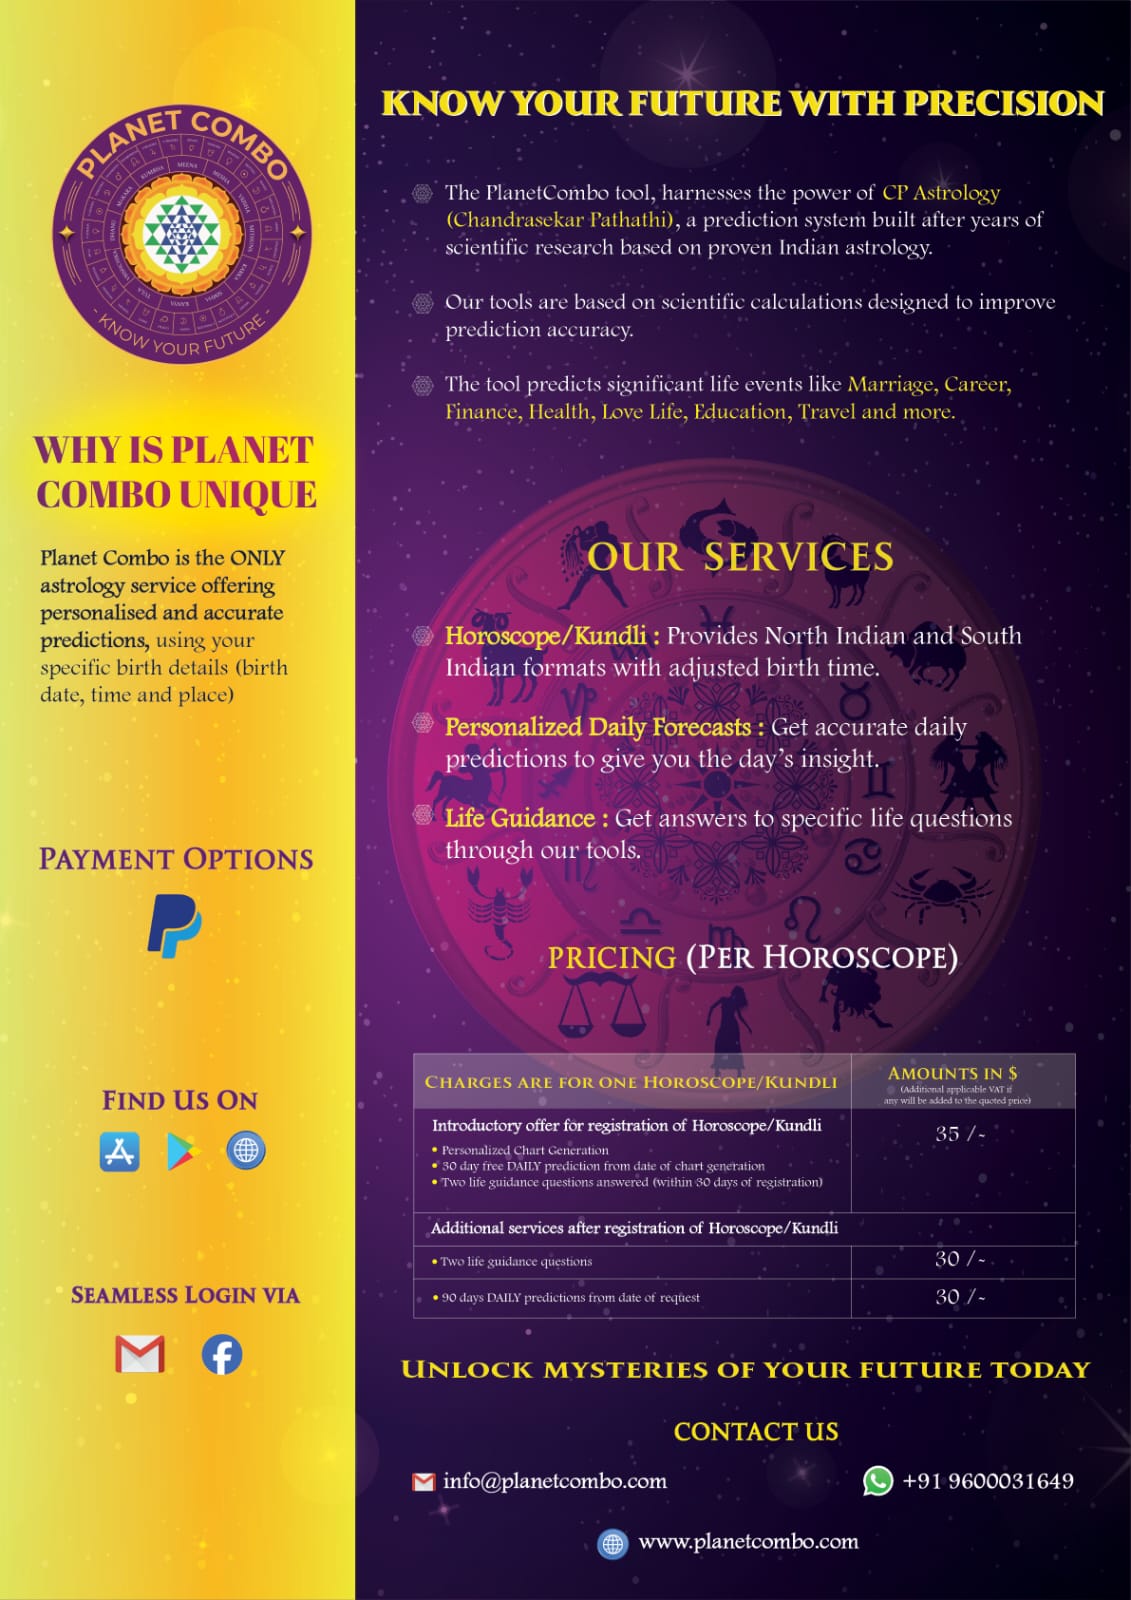 PLANET COMBO
MEENA
MESHA
KUMBHA
MAKARA
DHANU
TULA
KANYA
SIMHA
- KNOW YOUR FUTURE -
WHY IS PLANET
COMBO UNIQUE
Planet Combo is the ONLY
astrology service offering
personalised and accurate
predictions, using your
specific birth details (birth
date, time and place)
PAYMENT OPTIONS
FIND US ON
SEAMLESS LOGIN VIA
KNOW YOUR FUTURE WITH PRECISION
The PlanetCombo tool, harnesses the power of CP Astrology
(Chandrasekar Pathathi), a prediction system built after years of
scientific research based on proven Indian astrology.
Our tools are based on scientific calculations designed to improve
prediction accuracy.
The tool predicts significant life events like Marriage, Career,
Finance, Health, Love Life, Education, Travel and more.
OUR SERVICES
Horoscope/Kundli : Provides North Indian and South
Indian formats with adjusted birth time.
Personalized Daily Forecasts : Get accurate daily
predictions to give you the day's insight.
Life Guidance : Get answers to specific life questions
through our tools.
PRICING (PER HOROSCOPE)
CHARGES ARE FOR ONE HOROSCOPE/KUNDLI
AMOUNTS IN $
(Additional applicable VAT if
any will be added to the quoted price)
Introductory offer for registration of Horoscope/Kundli
35 /-
• Personalized Chart Generation
• 30 day free DAILY prediction from date of chart generation
• Two life guidance questions answered (within 30 days of registration)
Additional services after registration of Horoscope/Kundli
• Two life guidance questions
30 /-
• 90 days DAILY predictions from date of request
30 /-
UNLOCK MYSTERIES OF YOUR FUTURE TODAY
CONTACT US
info@planetcombo.com
+91 9600031649
www.planetcombo.com